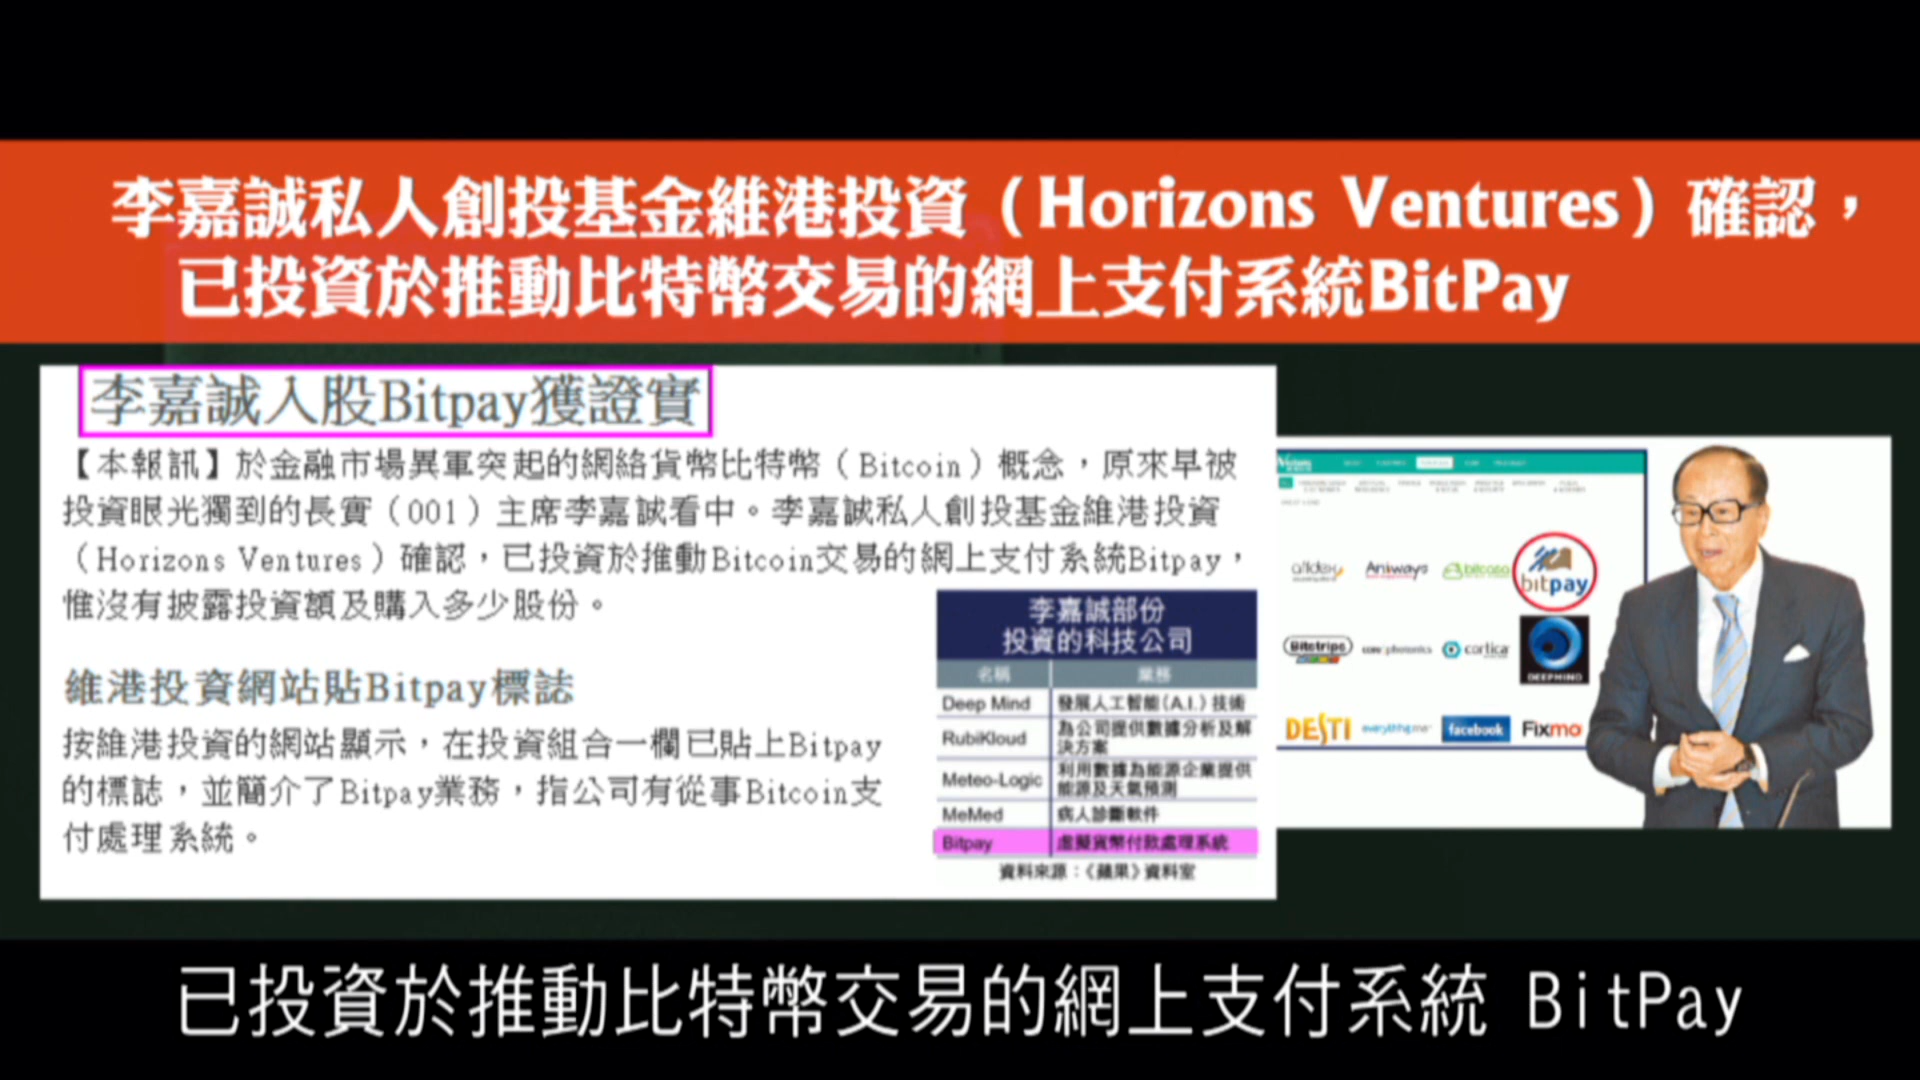 李嘉誠私人創投基金維港投資（Horizons Ventures）確認，
已投資於推動比特幣交易的網上支付系統BitPay
李嘉誠入股Bitpay獲證實
【本報訊】於金融市場異軍突起的網絡貨幣比特幣（Bitcoin）概念，原來早被
投資眼光獨到的長實（001）主席李嘉誠看中。李嘉誠私人創投基金維港投資
（Horizons Ventures）確認，已投資於推動Bitcoin交易的網上支付系統Bitpay，
惟沒有披露投資額及購入多少股份。
維港投資網站貼Bitpay標誌
按維港投資的網站顯示，在投資組合一欄已貼上Bitpay
的標誌，並簡介了Bitpay業務，指公司有從事Bitcoin支
付處理系統。
李嘉誠部份
投資的科技公司
名稱 業務
Deep Mind 發展人工智能(A.I.)技術
RubiKloud 為公司提供數據分析及解
決方案
Meteo-Logic 利用數據為能源企業提供
能源及天氣預測
MeMed 病人診斷軟件
Bitpay 虛擬貨幣付款處理系統
資料來源：《蘋果》資料室
Aniways
bitpay
Bitstrips
cortica
DEEPMIND
DESTI
facebook
Fixmo
已投資於推動比特幣交易的網上支付系統 BitPay